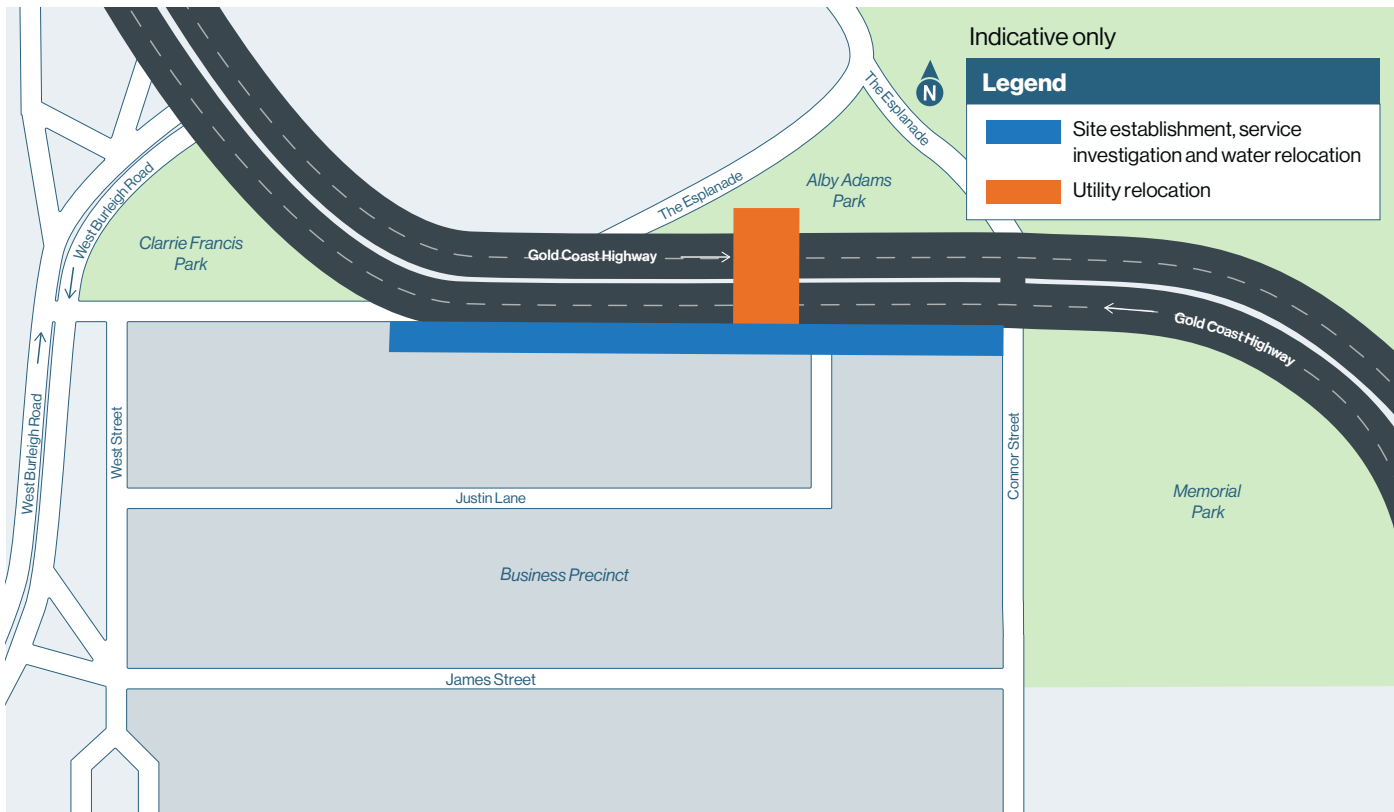 Indicative only
N
Legend
Site establishment, service
investigation and water relocation
Utility relocation
The Esplanade
The Esplanade
Alby Adams
Park
West Burleigh Road
Clarrie Francis
Park
Gold Coast Highway
Gold Coast Highway
West Burleigh Road
West Street
Connor Street
Justin Lane
Memorial
Park
Business Precinct
James Street